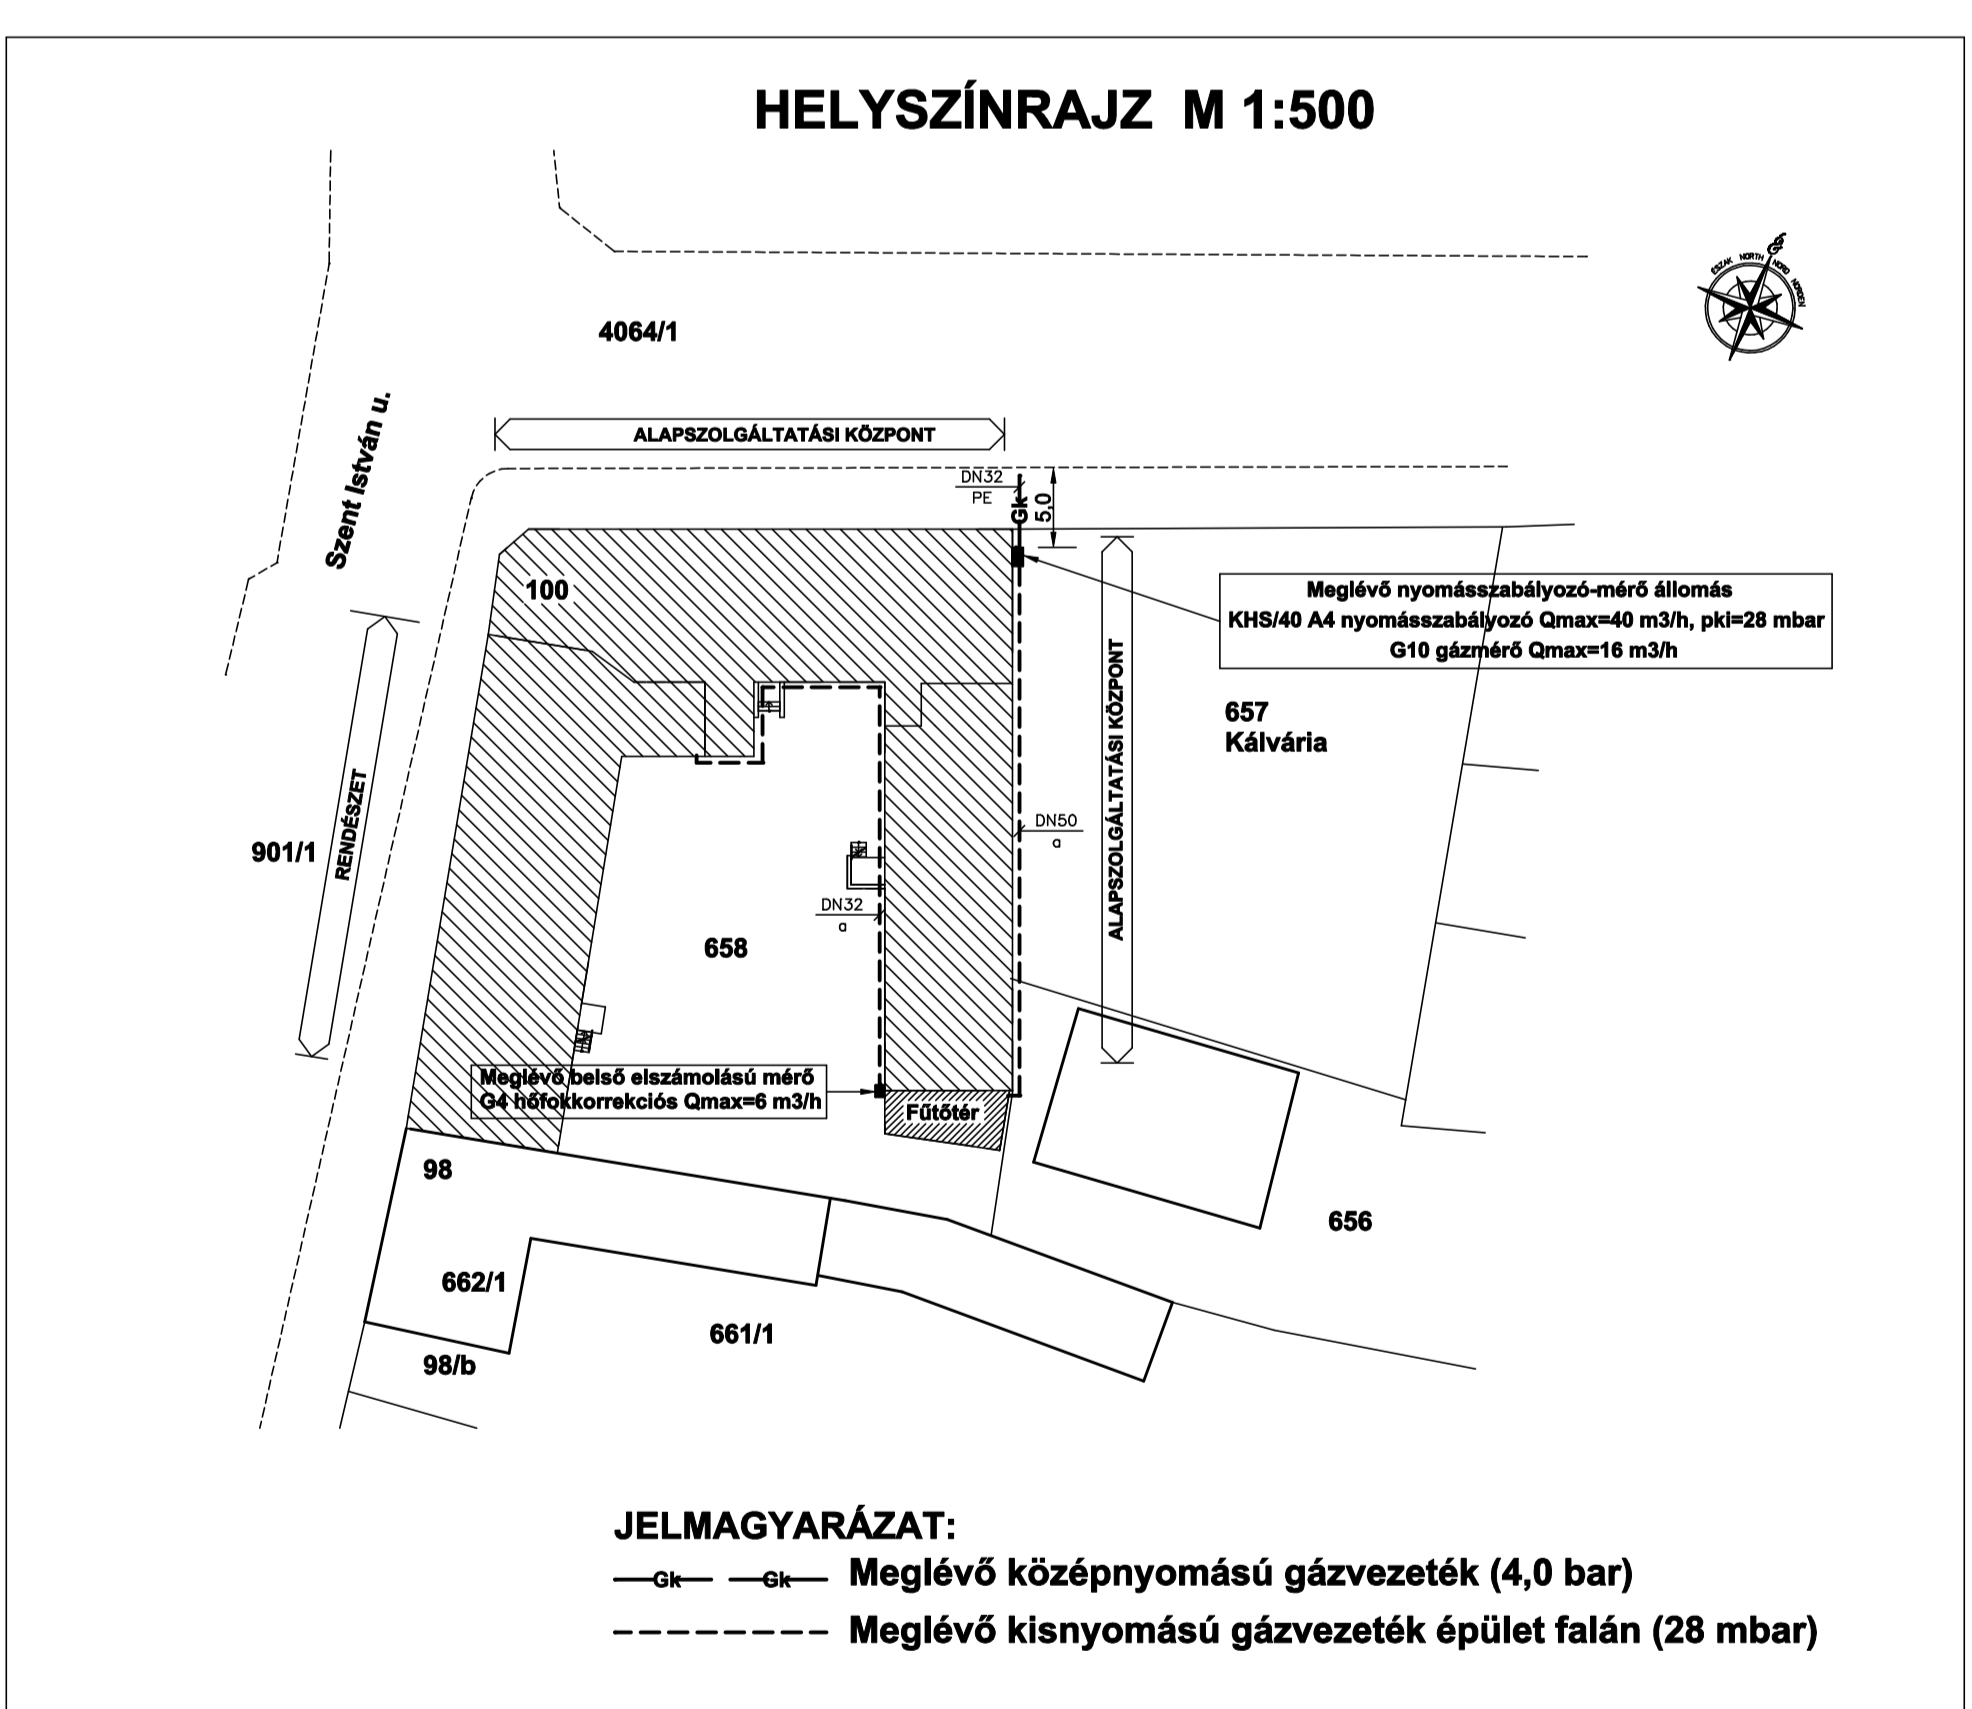 HELYSZÍNRAJZ M 1:500
G
ÉSZAK NORTH NORD NORDEN
4064/1
Szent István u.
ALAPSZOLGÁLTATÁSI KÖZPONT
DN32
PE
Gk
5,0
100
Meglévő nyomásszabályozó-mérő állomás
KHS/40 A4 nyomásszabályozó Qmax=40 m3/h, pki=28 mbar
G10 gázmérő Qmax=16 m3/h
ALAPSZOLGÁLTATÁSI KÖZPONT
657
Kálvária
RENDÉSZET
901/1
DN50
a
DN32
a
658
Meglévő belső elszámolású mérő
G4 hőfokkorrekciós Qmax=6 m3/h
Fűtőtér
98
656
662/1
661/1
98/b
JELMAGYARÁZAT:
Gk Gk Meglévő középnyomású gázvezeték (4,0 bar)
Meglévő kisnyomású gázvezeték épület falán (28 mbar)